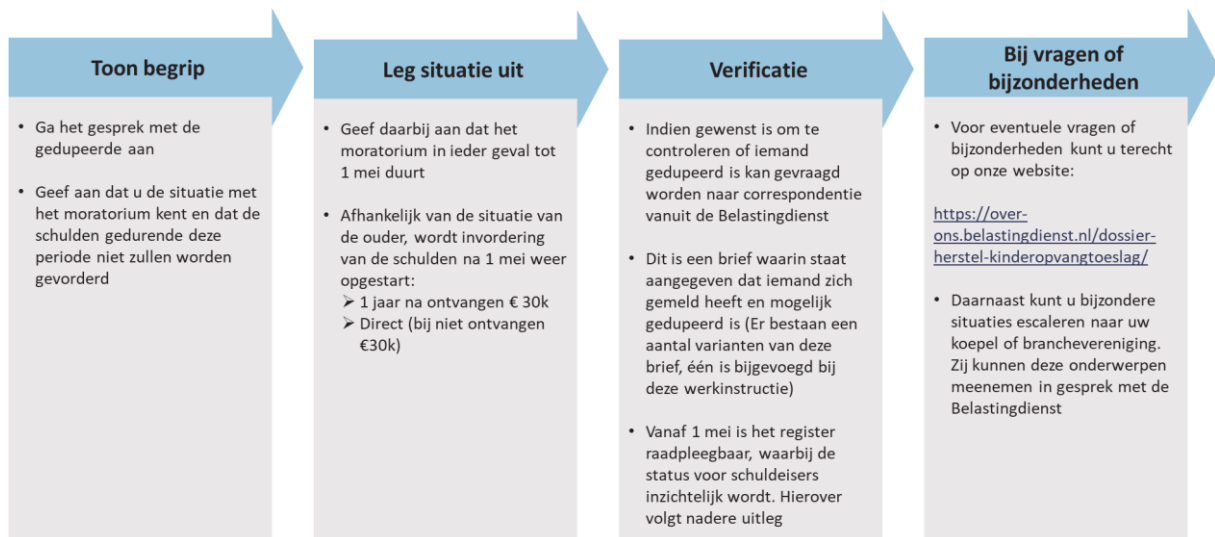 Toon begrip
• Ga het gesprek met de
gedupeerde aan
• Geef aan dat u de situatie met
het moratorium kent en dat de
schulden gedurende deze
periode niet zullen worden
gevorderd
Leg situatie uit
• Geef daarbij aan dat het
moratorium in ieder geval tot
1 mei duurt
• Afhankelijk van de situatie van
de ouder, wordt invordering
van de schulden na 1 mei weer
opgestart:
➢ 1 jaar na ontvangen € 30k
➢ Direct (bij niet ontvangen
€30k)
Verificatie
• Indien gewenst is om te
controleren of iemand
gedupeerd is kan gevraagd
worden naar correspondentie
vanuit de Belastingdienst
• Dit is een brief waarin staat
aangegeven dat iemand zich
gemeld heeft en mogelijk
gedupeerd is (Er bestaan een
aantal varianten van deze
brief, één is bijgevoegd bij
deze werkinstructie)
• Vanaf 1 mei is het register
raadpleegbaar, waarbij de
status voor schuldeisers
inzichtelijk wordt. Hierover
volgt nadere uitleg
Bij vragen of
bijzonderheden
• Voor eventuele vragen of
bijzonderheden kunt u terecht
op onze website:
https://over-
ons.belastingdienst.nl/dossier-
herstel-kinderopvangtoeslag/
• Daarnaast kunt u bijzondere
situaties escaleren naar uw
koepel of branchevereniging.
Zij kunnen deze onderwerpen
meenemen in gesprek met de
Belastingdienst